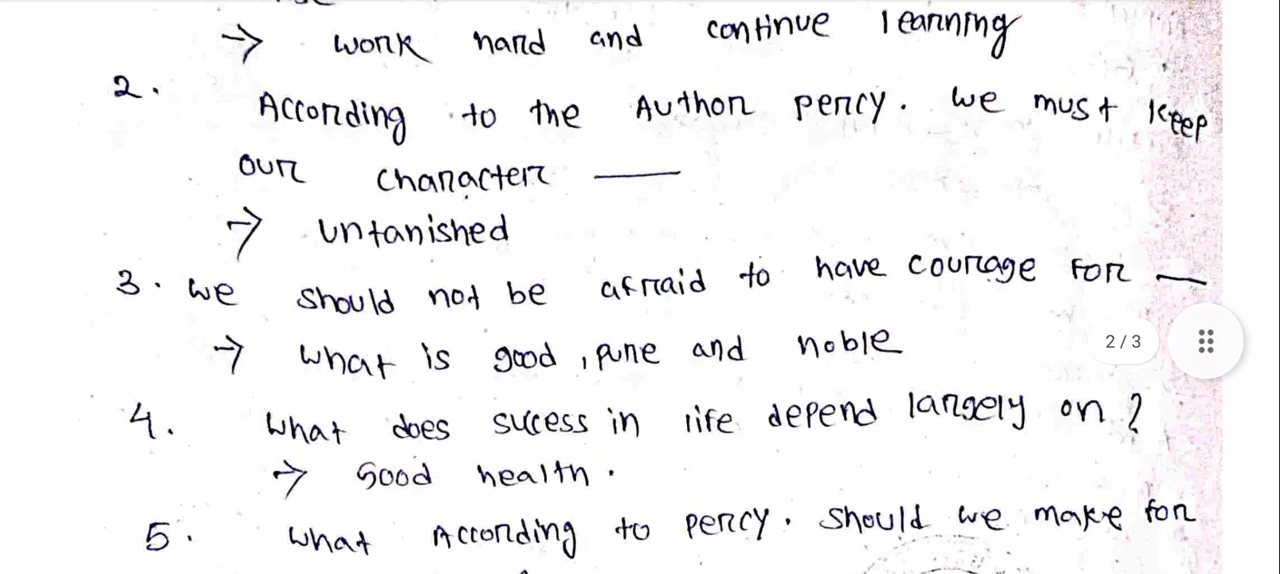 → work hard and continue learning
2.
According to the Author percy. we must keep
our character —
→ untanished
3. we should not be afraid to have courage for —
→ what is good, pure and noble
2/3
4. what does sucess in life depend largely on?
→ Good health.
5. what According to percy. should we make for